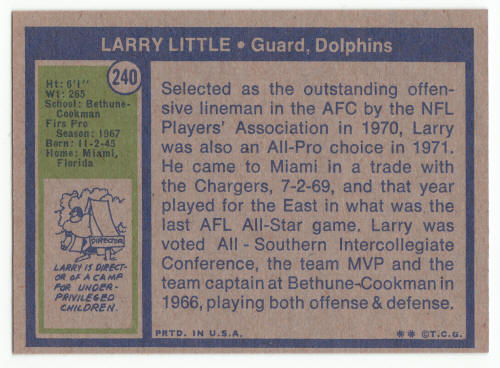 LARRY LITTLE • Guard, Dolphins
240
Ht: 6'1"
Wt: 265
School: Bethune-
Cookman
Firs Pro
Season: 1967
Born: 11-2-45
Home: Miami,
Florida
DIRECTOR
LARRY IS DIRECT-
OR OF A CAMP
FOR UNDER-
PRIVILEGED
CHILDREN.
Selected as the outstanding offen-
sive lineman in the AFC by the NFL
Players' Association in 1970, Larry
was also an All-Pro choice in 1971.
He came to Miami in a trade with
the Chargers, 7-2-69, and that year
played for the East in what was the
last AFL All-Star game. Larry was
voted All-Southern Intercollegiate
Conference, the team MVP and the
team captain at Bethune-Cookman in
1966, playing both offense & defense.
PRTD. IN U.S.A.
** ©T.C.G.